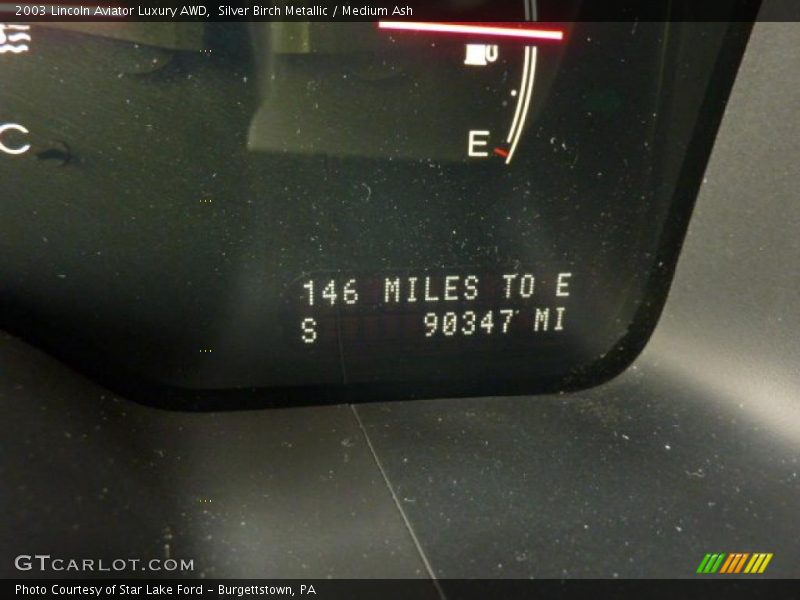 2003 Lincoln Aviator Luxury AWD, Silver Birch Metallic / Medium Ash
C
E
146 MILES TO E
S 90347 MI
GTCARLOT.COM
Photo Courtesy of Star Lake Ford - Burgettstown, PA